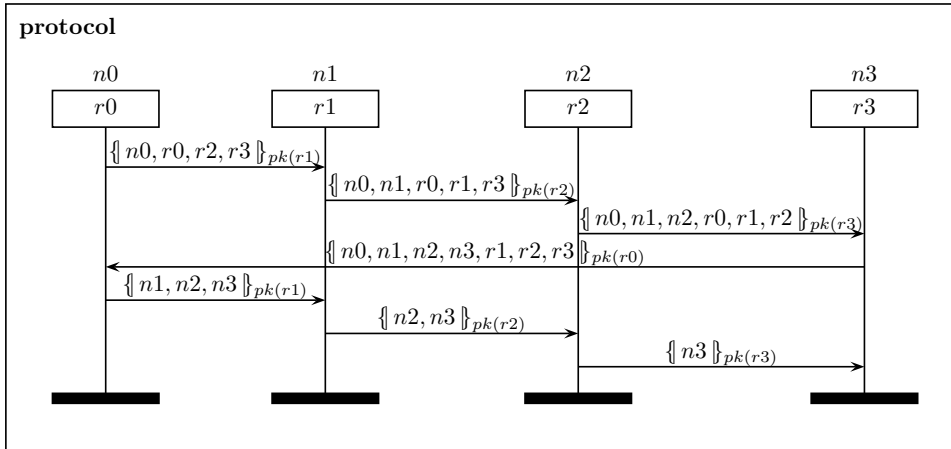 protocol
n0 n1 n2 n3
r0 r1 r2 r3
{| n0, r0, r2, r3 |}pk(r1)
{| n0, n1, r0, r1, r3 |}pk(r2)
{| n0, n1, n2, r0, r1, r2 |}pk(r3)
{| n0, n1, n2, n3, r1, r2, r3 |}pk(r0)
{| n1, n2, n3 |}pk(r1)
{| n2, n3 |}pk(r2)
{| n3 |}pk(r3)